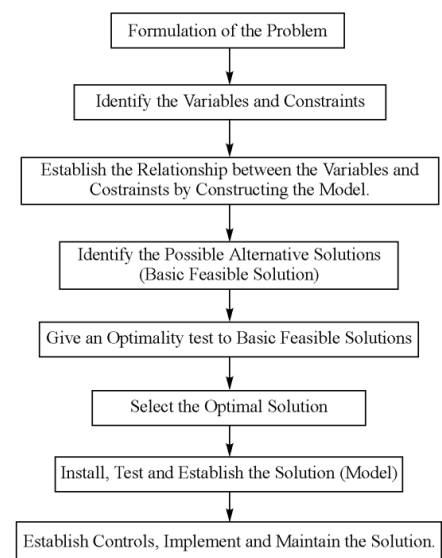 Formulation of the Problem
Identify the Variables and Constraints
Establish the Relationship between the Variables and
Costrainsts by Constructing the Model.
Identify the Possible Alternative Solutions
(Basic Feasible Solution)
Give an Optimality test to Basic Feasible Solutions
Select the Optimal Solution
Install, Test and Establish the Solution (Model)
Establish Controls, Implement and Maintain the Solution.